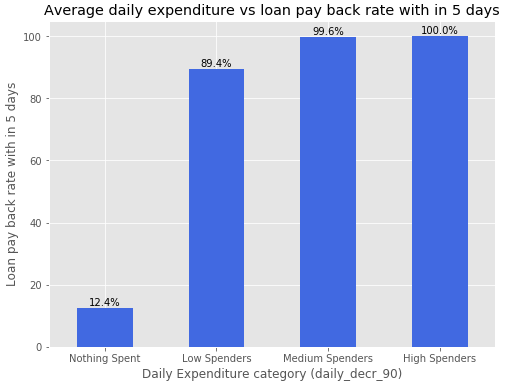 Average daily expenditure vs loan pay back rate with in 5 days
Loan pay back rate with in 5 days
100
80
60
40
20
0
12.4%
89.4%
99.6%
100.0%
Nothing Spent
Low Spenders
Medium Spenders
High Spenders
Daily Expenditure category (daily_decr_90)